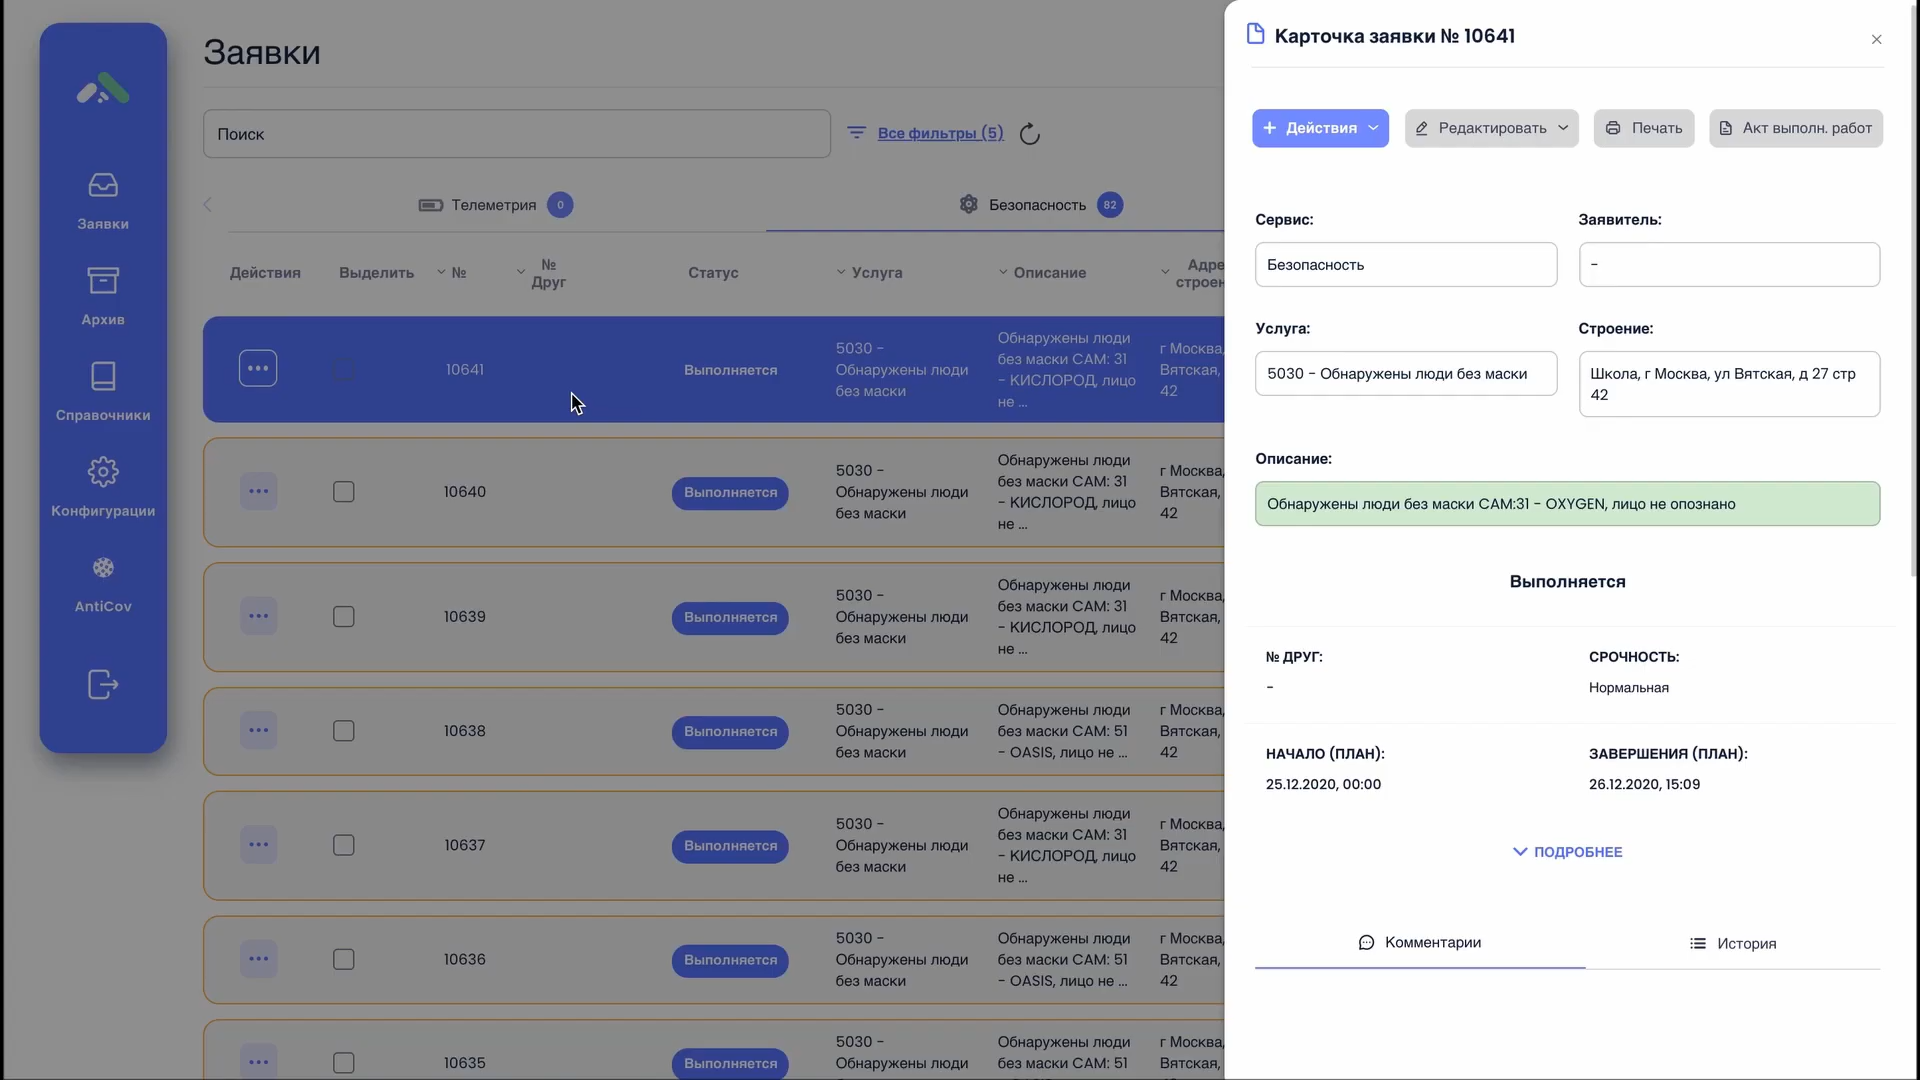 Заявки
Архив
Справочники
Конфигурации
AntiCov
Заявки
Поиск
Все фильтры (5)
Телеметрия 0
Безопасность 82
Действия
Выделить
№
№
Друг
Статус
Услуга
Описание
Адре
строен
10641
Выполняется
5030 -
Обнаружены люди
без маски
Обнаружены люди
без маски САМ: 31
- КИСЛОРОД, лицо
не ...
г Москва,
Вятская,
42
10640
Выполняется
5030 -
Обнаружены люди
без маски
Обнаружены люди
без маски САМ: 31
- КИСЛОРОД, лицо
не ...
г Москва,
Вятская,
42
10639
Выполняется
5030 -
Обнаружены люди
без маски
Обнаружены люди
без маски САМ: 31
- КИСЛОРОД, лицо
не ...
г Москва,
Вятская,
42
10638
Выполняется
5030 -
Обнаружены люди
без маски
Обнаружены люди
без маски САМ: 51
- OASIS, лицо не ...
г Москва,
Вятская,
42
10637
Выполняется
5030 -
Обнаружены люди
без маски
Обнаружены люди
без маски САМ: 31
- КИСЛОРОД, лицо
не ...
г Москва,
Вятская,
42
10636
Выполняется
5030 -
Обнаружены люди
без маски
Обнаружены люди
без маски САМ: 51
- OASIS, лицо не ...
г Москва,
Вятская,
42
10635
Выполняется
5030 -
Обнаружены люди
Обнаружены люди
без маски САМ: 51
г Москва,
Вятская,
Карточка заявки № 10641
Действия
Редактировать
Печать
Акт выполн. работ
Сервис:
Безопасность
Заявитель:
-
Услуга:
5030 - Обнаружены люди без маски
Строение:
Школа, г Москва, ул Вятская, д 27 стр
42
Описание:
Обнаружены люди без маски CAM:31 - OXYGEN, лицо не опознано
Выполняется
№ ДРУГ:
-
СРОЧНОСТЬ:
Нормальная
НАЧАЛО (ПЛАН):
25.12.2020, 00:00
ЗАВЕРШЕНИЯ (ПЛАН):
26.12.2020, 15:09
ПОДРОБНЕЕ
Комментарии
История